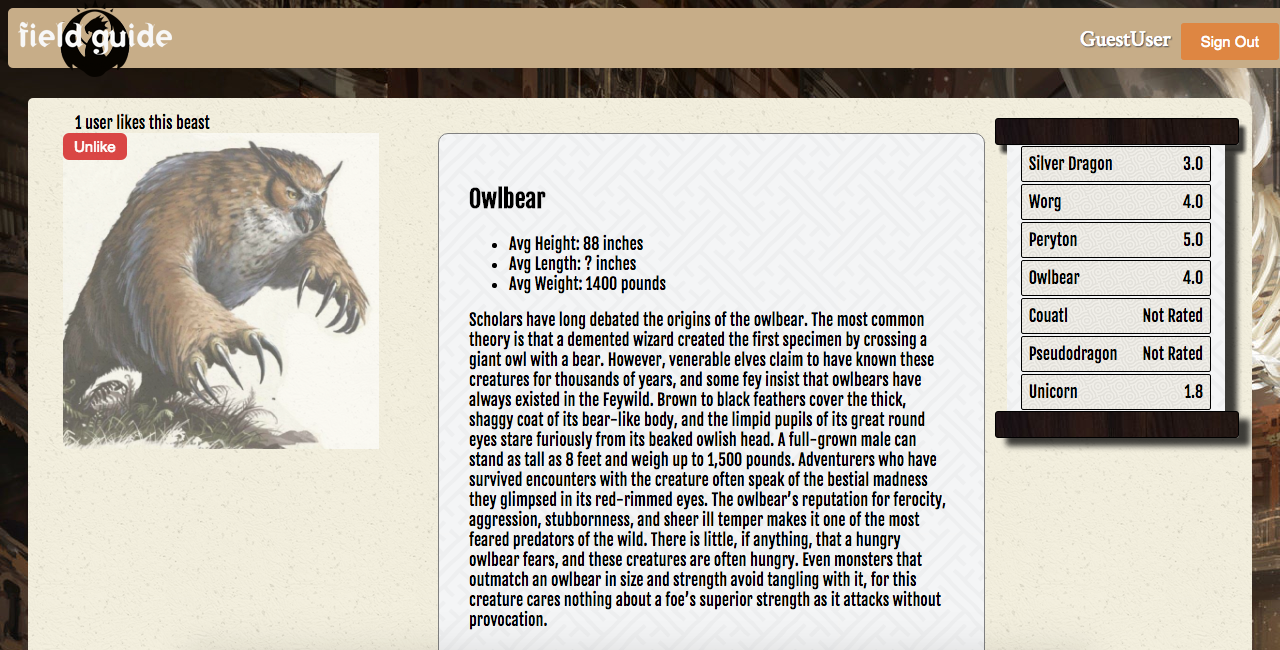 field guide
GuestUser
Sign Out
1 user likes this beast
Unlike
Owlbear
• Avg Height: 88 inches
• Avg Length: ? inches
• Avg Weight: 1400 pounds
Scholars have long debated the origins of the owlbear. The most common
theory is that a demented wizard created the first specimen by crossing a
giant owl with a bear. However, venerable elves claim to have known these
creatures for thousands of years, and some fey insist that owlbears have
always existed in the Feywild. Brown to black feathers cover the thick,
shaggy coat of its bear-like body, and the limpid pupils of its great round
eyes stare furiously from its beaked owlish head. A full-grown male can
stand as tall as 8 feet and weigh up to 1,500 pounds. Adventurers who have
survived encounters with the creature often speak of the bestial madness
they glimpsed in its red-rimmed eyes. The owlbear's reputation for ferocity,
aggression, stubbornness, and sheer ill temper makes it one of the most
feared predators of the wild. There is little, if anything, that a hungry
owlbear fears, and these creatures are often hungry. Even monsters that
outmatch an owlbear in size and strength avoid tangling with it, for this
creature cares nothing about a foe's superior strength as it attacks without
provocation.
Silver Dragon 3.0
Worg 4.0
Peryton 5.0
Owlbear 4.0
Couatl Not Rated
Pseudodragon Not Rated
Unicorn 1.8